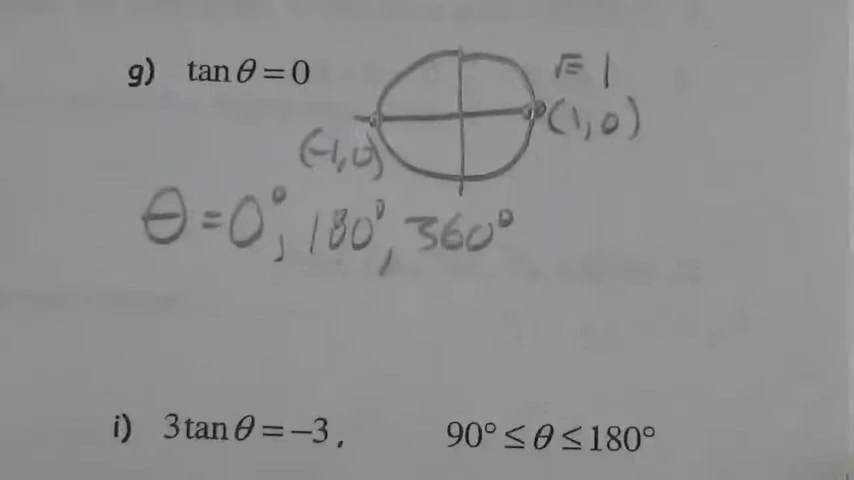 g) tan θ = 0
r = 1
(1, 0)
(-1, 0)
θ = 0°, 180°, 360°
i) 3 tan θ = −3, 90° ≤ θ ≤ 180°